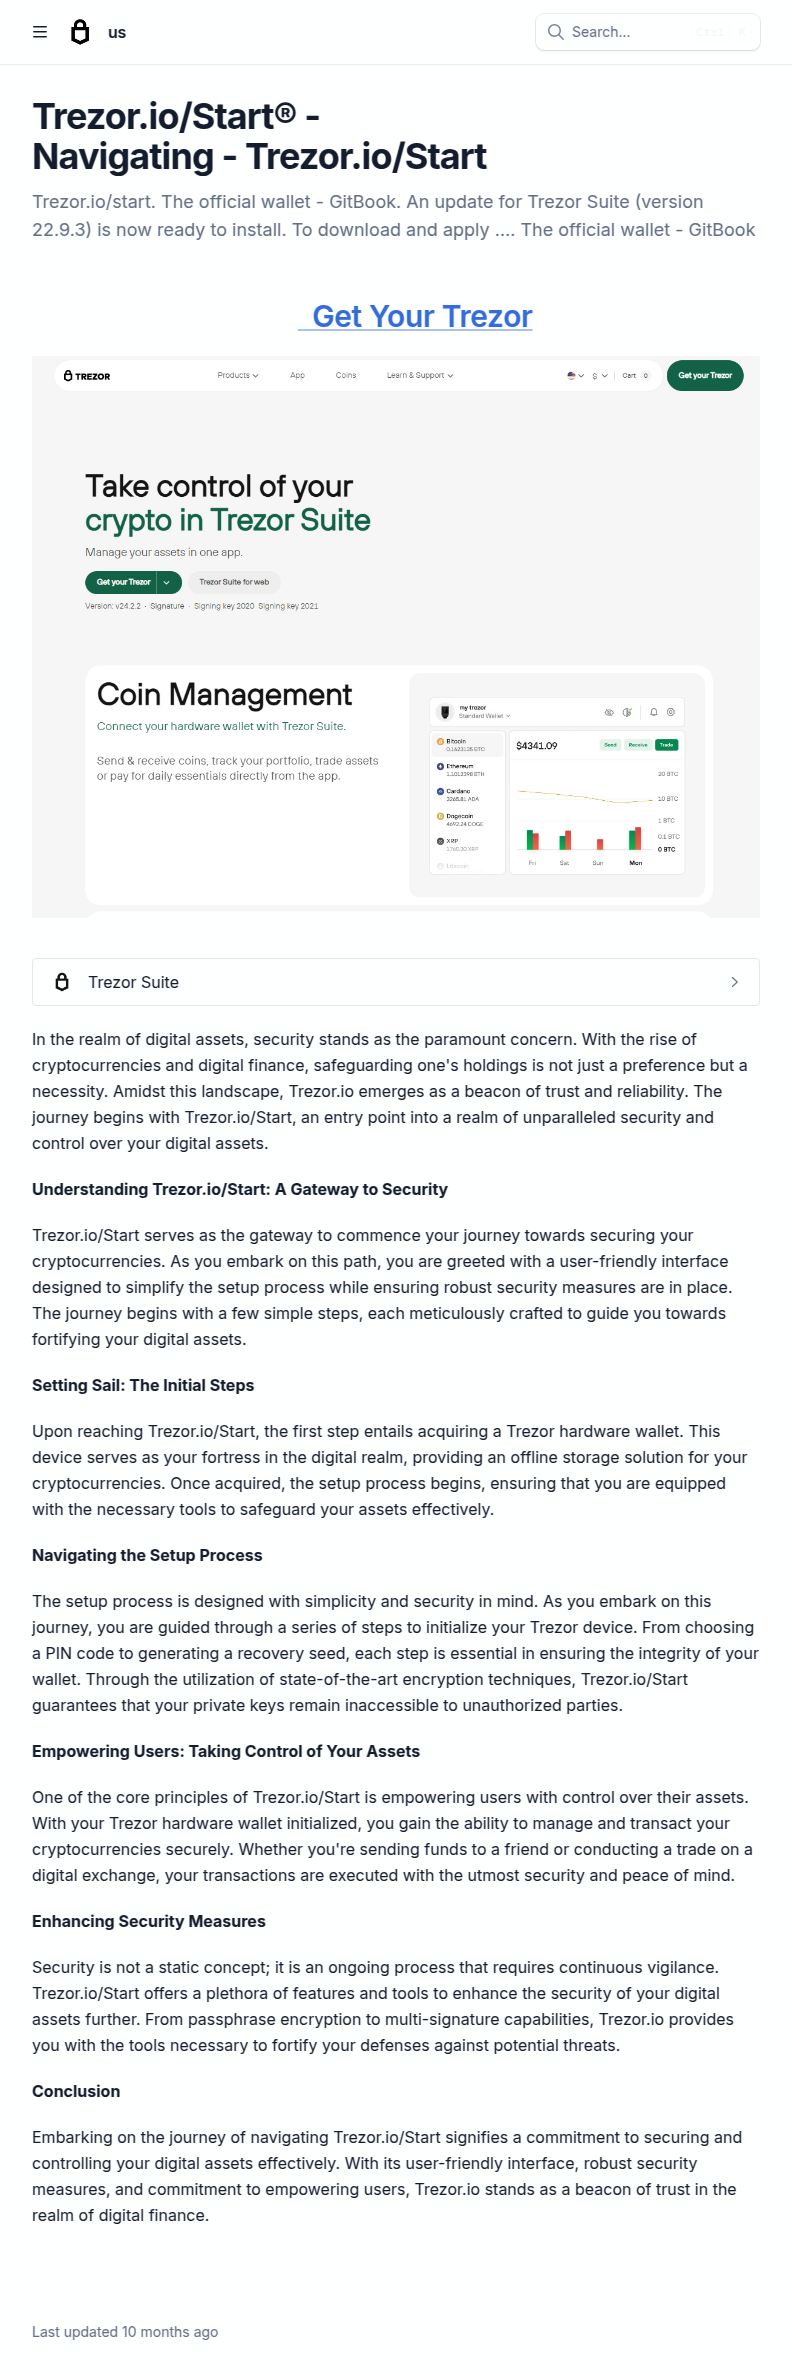 us
Search...
Ctrl K
Trezor.io/Start® -
Navigating - Trezor.io/Start
Trezor.io/start. The official wallet - GitBook. An update for Trezor Suite (version
22.9.3) is now ready to install. To download and apply .... The official wallet - GitBook
Get Your Trezor
TREZOR Products App Coins Learn & Support $ Cart 0 Get your Trezor
Take control of your
crypto in Trezor Suite
Manage your assets in one app.
Get your Trezor Trezor Suite for web
Version: v24.2.2 · Signature · Signing key 2020 Signing key 2021
Coin Management
Connect your hardware wallet with Trezor Suite.
Send & receive coins, track your portfolio, trade assets
or pay for daily essentials directly from the app.
my trezor
Standard Wallet
Bitcoin
0.1623135 BTC
Ethereum
1.1012398 ETH
Cardano
2265.81 ADA
Dogecoin
4692.24 DOGE
XRP
1760.30 XRP
Litecoin
$4341.09
Send Receive Trade
20 BTC
10 BTC
1 BTC
0.1 BTC
0 BTC
Fri Sat Sun Mon
Trezor Suite
In the realm of digital assets, security stands as the paramount concern. With the rise of
cryptocurrencies and digital finance, safeguarding one's holdings is not just a preference but a
necessity. Amidst this landscape, Trezor.io emerges as a beacon of trust and reliability. The
journey begins with Trezor.io/Start, an entry point into a realm of unparalleled security and
control over your digital assets.
Understanding Trezor.io/Start: A Gateway to Security
Trezor.io/Start serves as the gateway to commence your journey towards securing your
cryptocurrencies. As you embark on this path, you are greeted with a user-friendly interface
designed to simplify the setup process while ensuring robust security measures are in place.
The journey begins with a few simple steps, each meticulously crafted to guide you towards
fortifying your digital assets.
Setting Sail: The Initial Steps
Upon reaching Trezor.io/Start, the first step entails acquiring a Trezor hardware wallet. This
device serves as your fortress in the digital realm, providing an offline storage solution for your
cryptocurrencies. Once acquired, the setup process begins, ensuring that you are equipped
with the necessary tools to safeguard your assets effectively.
Navigating the Setup Process
The setup process is designed with simplicity and security in mind. As you embark on this
journey, you are guided through a series of steps to initialize your Trezor device. From choosing
a PIN code to generating a recovery seed, each step is essential in ensuring the integrity of your
wallet. Through the utilization of state-of-the-art encryption techniques, Trezor.io/Start
guarantees that your private keys remain inaccessible to unauthorized parties.
Empowering Users: Taking Control of Your Assets
One of the core principles of Trezor.io/Start is empowering users with control over their assets.
With your Trezor hardware wallet initialized, you gain the ability to manage and transact your
cryptocurrencies securely. Whether you're sending funds to a friend or conducting a trade on a
digital exchange, your transactions are executed with the utmost security and peace of mind.
Enhancing Security Measures
Security is not a static concept; it is an ongoing process that requires continuous vigilance.
Trezor.io/Start offers a plethora of features and tools to enhance the security of your digital
assets further. From passphrase encryption to multi-signature capabilities, Trezor.io provides
you with the tools necessary to fortify your defenses against potential threats.
Conclusion
Embarking on the journey of navigating Trezor.io/Start signifies a commitment to securing and
controlling your digital assets effectively. With its user-friendly interface, robust security
measures, and commitment to empowering users, Trezor.io stands as a beacon of trust in the
realm of digital finance.
Last updated 10 months ago